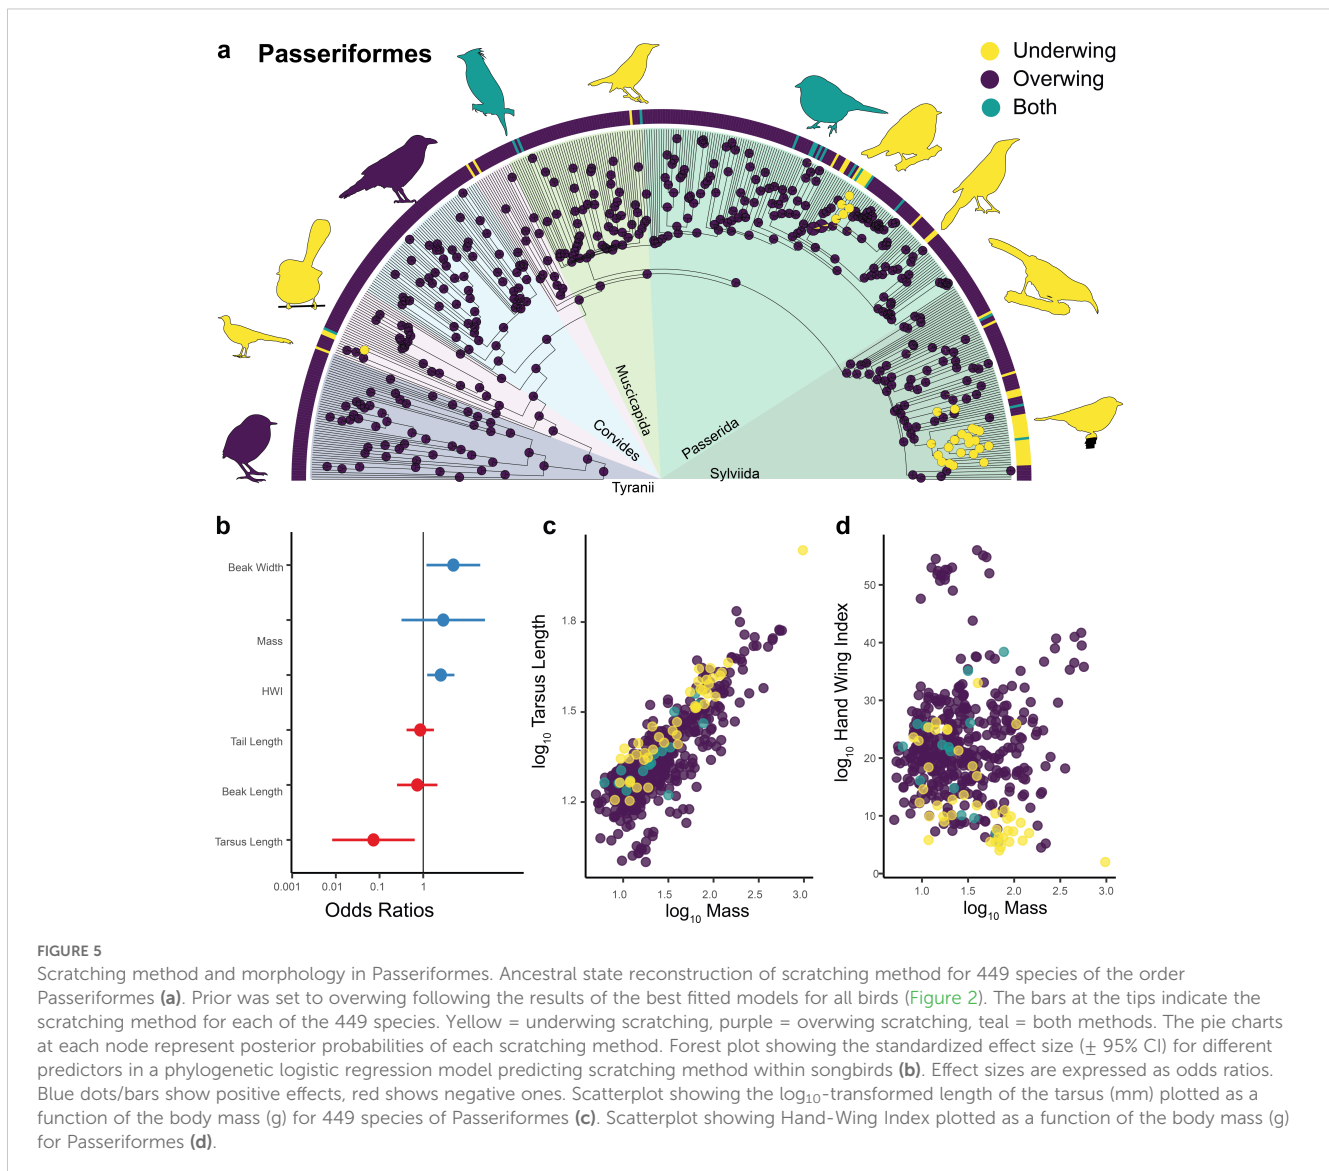 a Passeriformes
Underwing
Overwing
Both
Muscicapida
Corvides
Passerida
Sylviida
Tyranii
b
Beak Width
Mass
HWI
Tail Length
Beak Length
Tarsus Length
0.001 0.01 0.1 1
Odds Ratios
c
log10 Tarsus Length
1.8
1.5
1.2
1.0 1.5 2.0 2.5 3.0
log10 Mass
d
log10 Hand Wing Index
50
40
30
20
10
0
1.0 1.5 2.0 2.5 3.0
log10 Mass
FIGURE 5
Scratching method and morphology in Passeriformes. Ancestral state reconstruction of scratching method for 449 species of the order
Passeriformes (a). Prior was set to overwing following the results of the best fitted models for all birds (Figure 2). The bars at the tips indicate the
scratching method for each of the 449 species. Yellow = underwing scratching, purple = overwing scratching, teal = both methods. The pie charts
at each node represent posterior probabilities of each scratching method. Forest plot showing the standardized effect size (± 95% CI) for different
predictors in a phylogenetic logistic regression model predicting scratching method within songbirds (b). Effect sizes are expressed as odds ratios.
Blue dots/bars show positive effects, red shows negative ones. Scatterplot showing the log10-transformed length of the tarsus (mm) plotted as a
function of the body mass (g) for 449 species of Passeriformes (c). Scatterplot showing Hand-Wing Index plotted as a function of the body mass (g)
for Passeriformes (d).